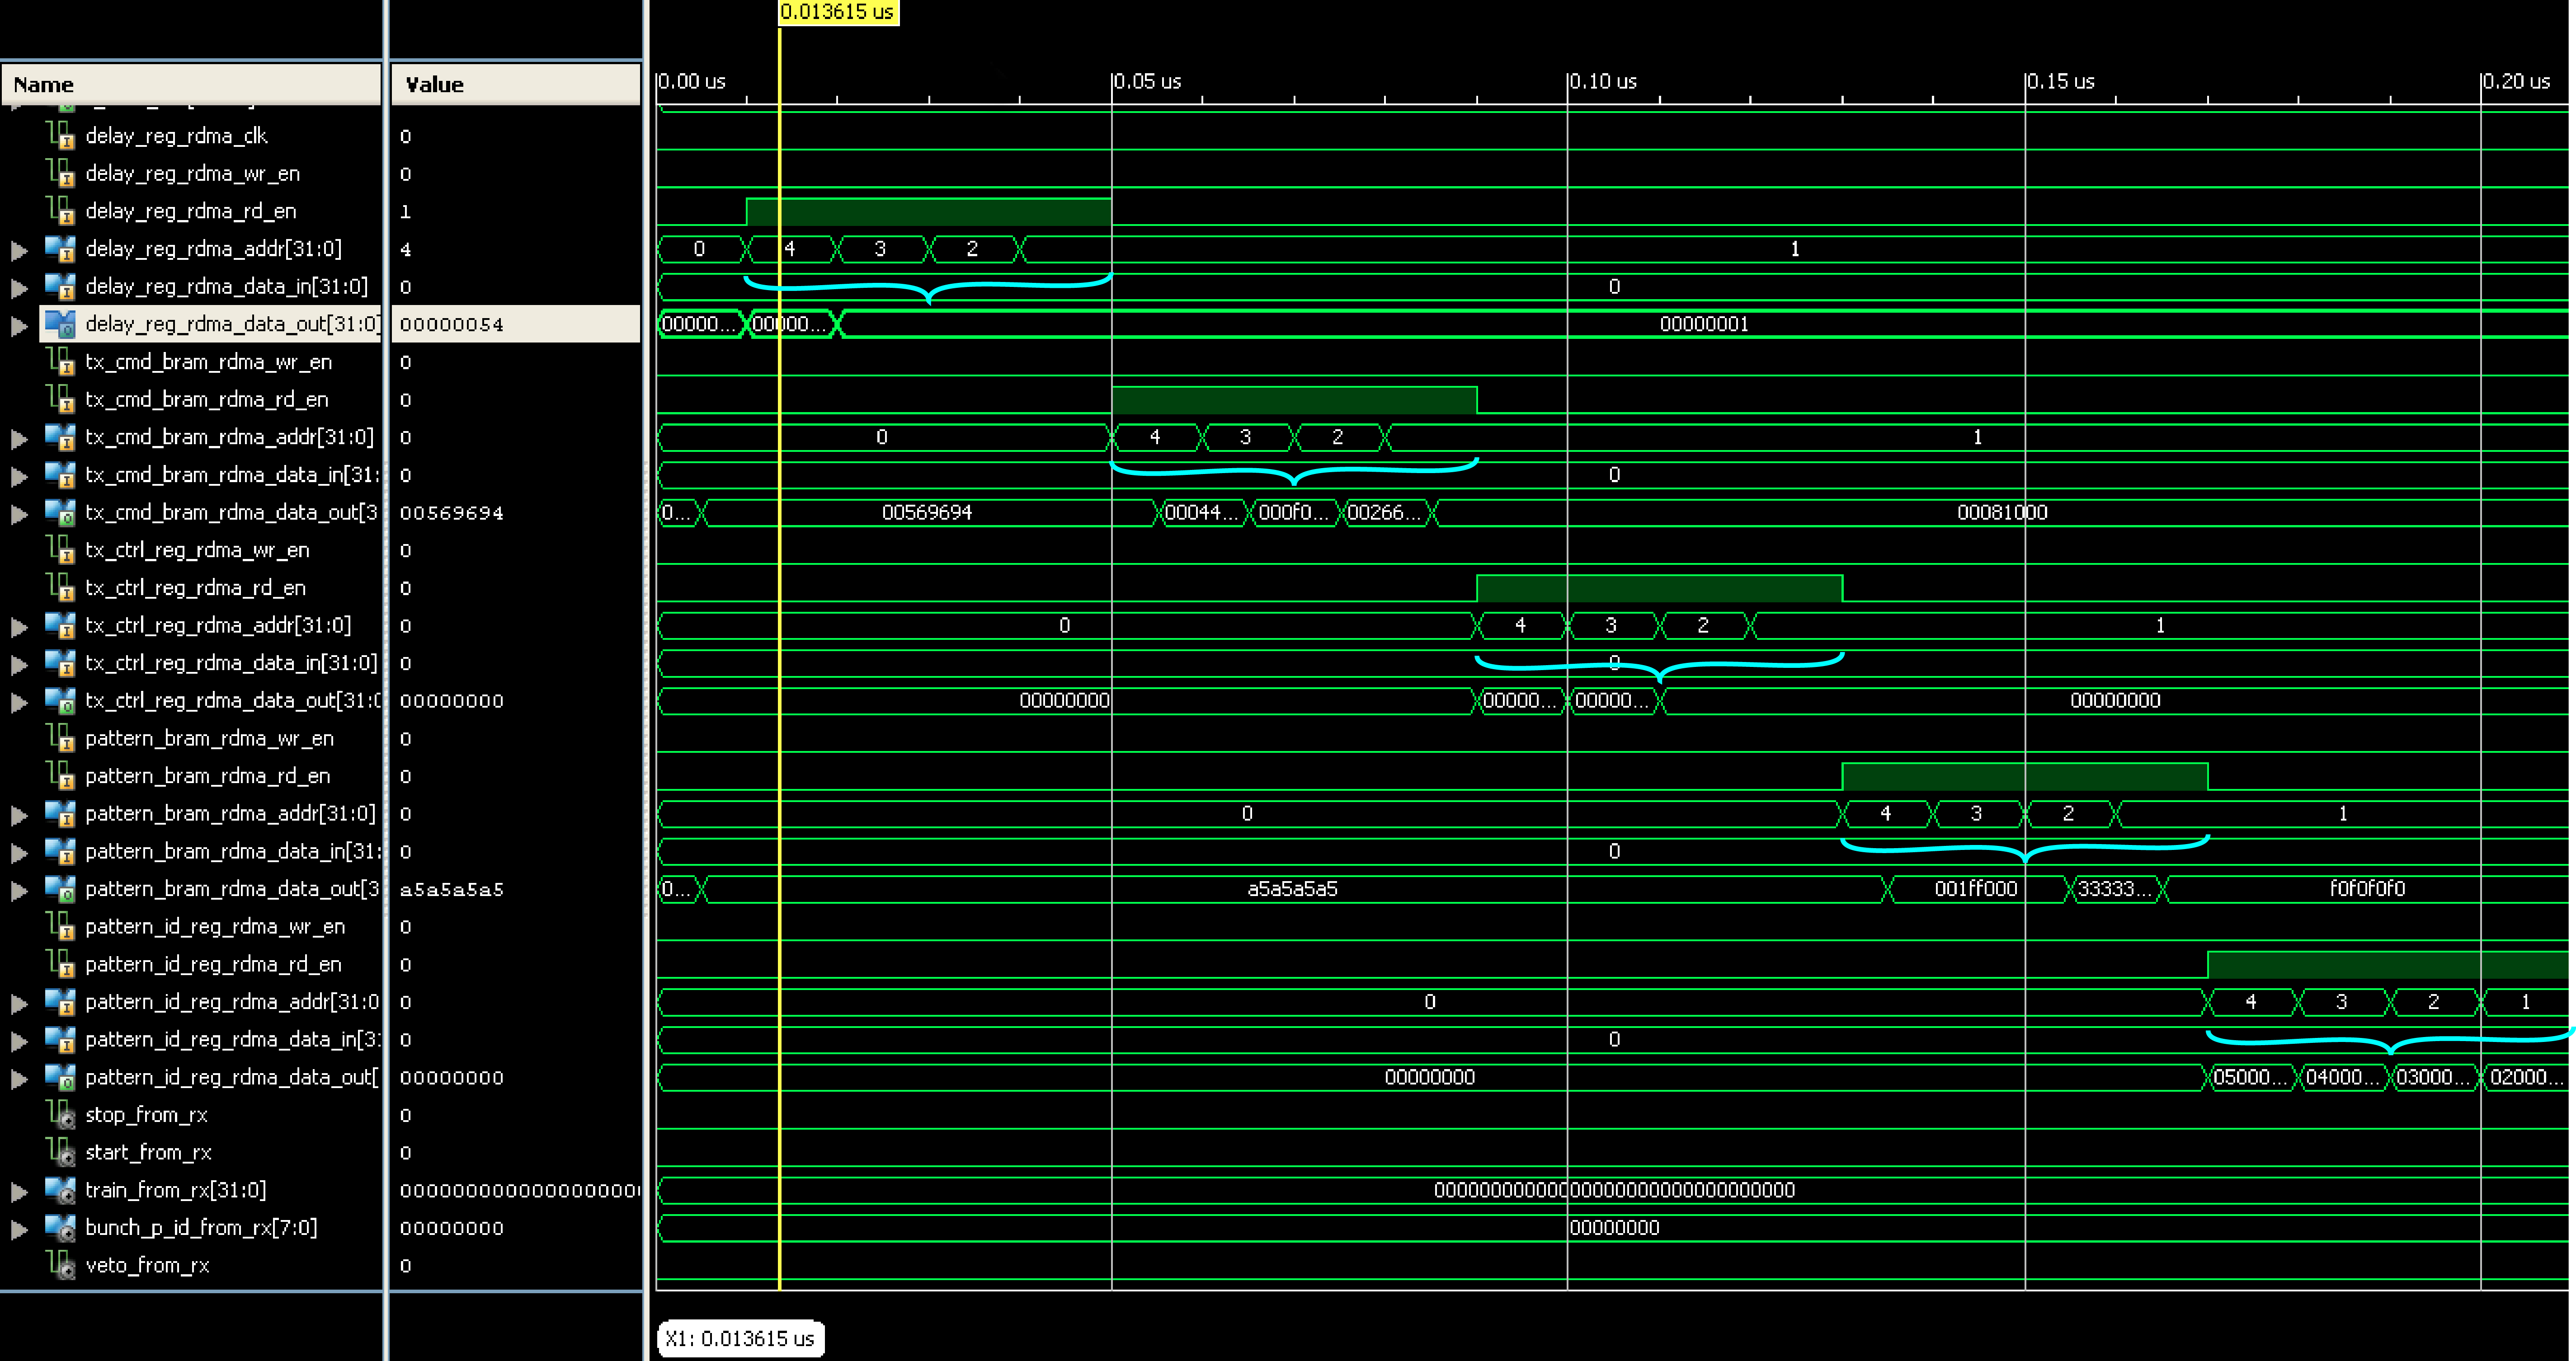 0.013615 us
Name Value 0.00 us 0.05 us 0.10 us 0.15 us 0.20 us
delay_reg_rdma_clk 0
delay_reg_rdma_wr_en 0
delay_reg_rdma_rd_en 1
delay_reg_rdma_addr[31:0] 4 0 4 3 2 1
delay_reg_rdma_data_in[31:0] 0 0
delay_reg_rdma_data_out[31:0] 00000054 00000... 00000... 00000001
tx_cmd_bram_rdma_wr_en 0
tx_cmd_bram_rdma_rd_en 0
tx_cmd_bram_rdma_addr[31:0] 0 0 4 3 2 1
tx_cmd_bram_rdma_data_in[31: 0 0
tx_cmd_bram_rdma_data_out[3 00569694 0... 00569694 00044... 000f0... 00266... 00081000
tx_ctrl_reg_rdma_wr_en 0
tx_ctrl_reg_rdma_rd_en 0
tx_ctrl_reg_rdma_addr[31:0] 0 0 4 3 2 1
tx_ctrl_reg_rdma_data_in[31:0] 0 0
tx_ctrl_reg_rdma_data_out[31:0 00000000 00000000 00000... 00000... 00000000
pattern_bram_rdma_wr_en 0
pattern_bram_rdma_rd_en 0
pattern_bram_rdma_addr[31:0] 0 0 4 3 2 1
pattern_bram_rdma_data_in[31: 0 0
pattern_bram_rdma_data_out[3 a5a5a5a5 0... a5a5a5a5 001ff000 33333... f0f0f0f0
pattern_id_reg_rdma_wr_en 0
pattern_id_reg_rdma_rd_en 0
pattern_id_reg_rdma_addr[31:0 0 0 4 3 2 1
pattern_id_reg_rdma_data_in[3: 0 0
pattern_id_reg_rdma_data_out[ 00000000 00000000 05000... 04000... 03000... 02000...
stop_from_rx 0
start_from_rx 0
train_from_rx[31:0] 00000000000000000000 00000000000000000000000000000000
bunch_p_id_from_rx[7:0] 00000000 00000000
veto_from_rx 0
X1: 0.013615 us